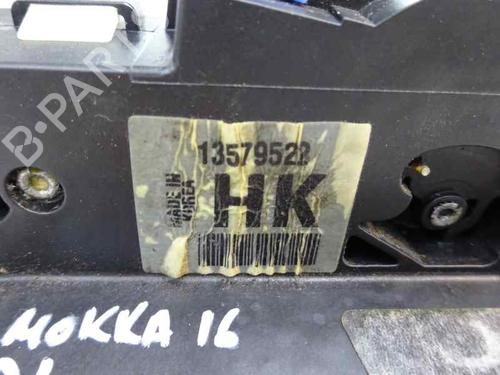 B-PARTS
13579522
MADE IN
KOREA
HK
MOKKA 16